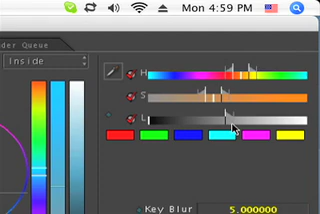 Mon 4:59 PM
der Queue
Inside
H
S
L
Key Blur 5.000000